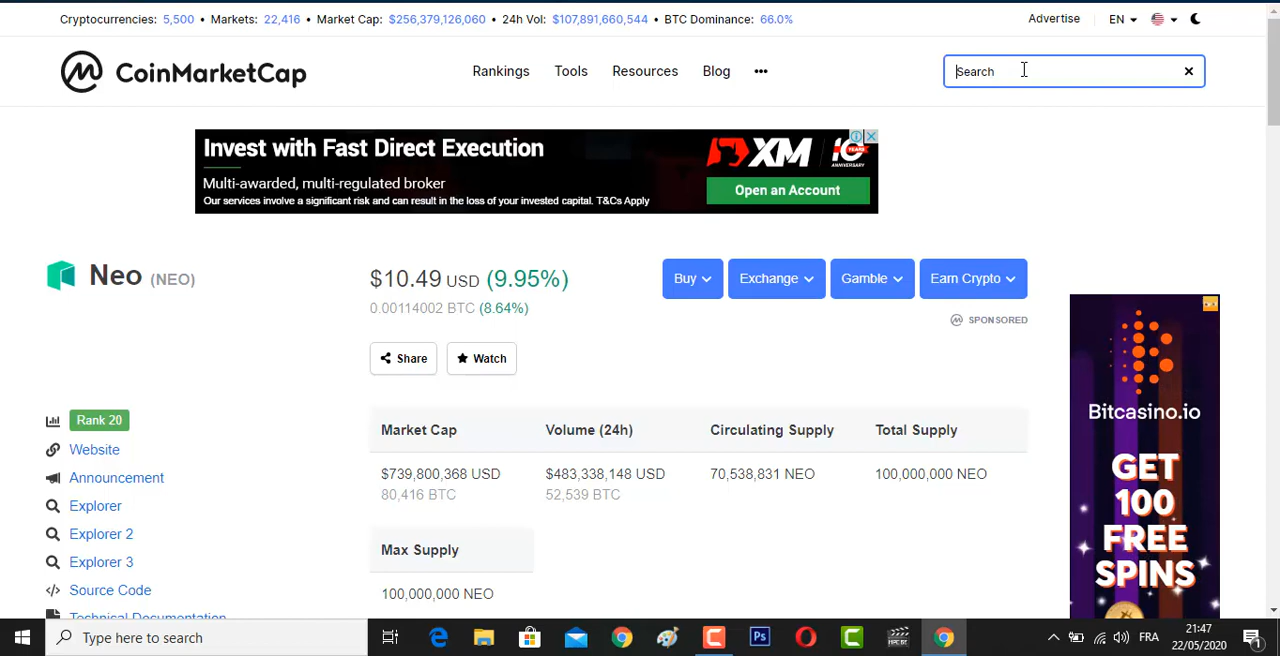 Cryptocurrencies: 5,500 • Markets: 22,416 • Market Cap: $256,379,126,060 • 24h Vol: $107,891,660,544 • BTC Dominance: 66.0%
Advertise EN
CoinMarketCap
Rankings Tools Resources Blog •••
Search ×
Invest with Fast Direct Execution
Multi-awarded, multi-regulated broker
Our services involve a significant risk and can result in the loss of your invested capital. T&Cs Apply
XM 10 YEARS
ANNIVERSARY
Open an Account
Neo (NEO)
$10.49 USD (9.95%)
0.00114002 BTC (8.64%)
Buy Exchange Gamble Earn Crypto
SPONSORED
Share Watch
Rank 20
Website
Announcement
Explorer
Explorer 2
Explorer 3
Source Code
Technical Documentation
Market Cap Volume (24h) Circulating Supply Total Supply
$739,800,368 USD $483,338,148 USD 70,538,831 NEO 100,000,000 NEO
80,416 BTC 52,539 BTC
Max Supply
100,000,000 NEO
Bitcasino.io
GET
100
FREE
SPINS
Type here to search
Ps
FRA
21:47
22/05/2020
1